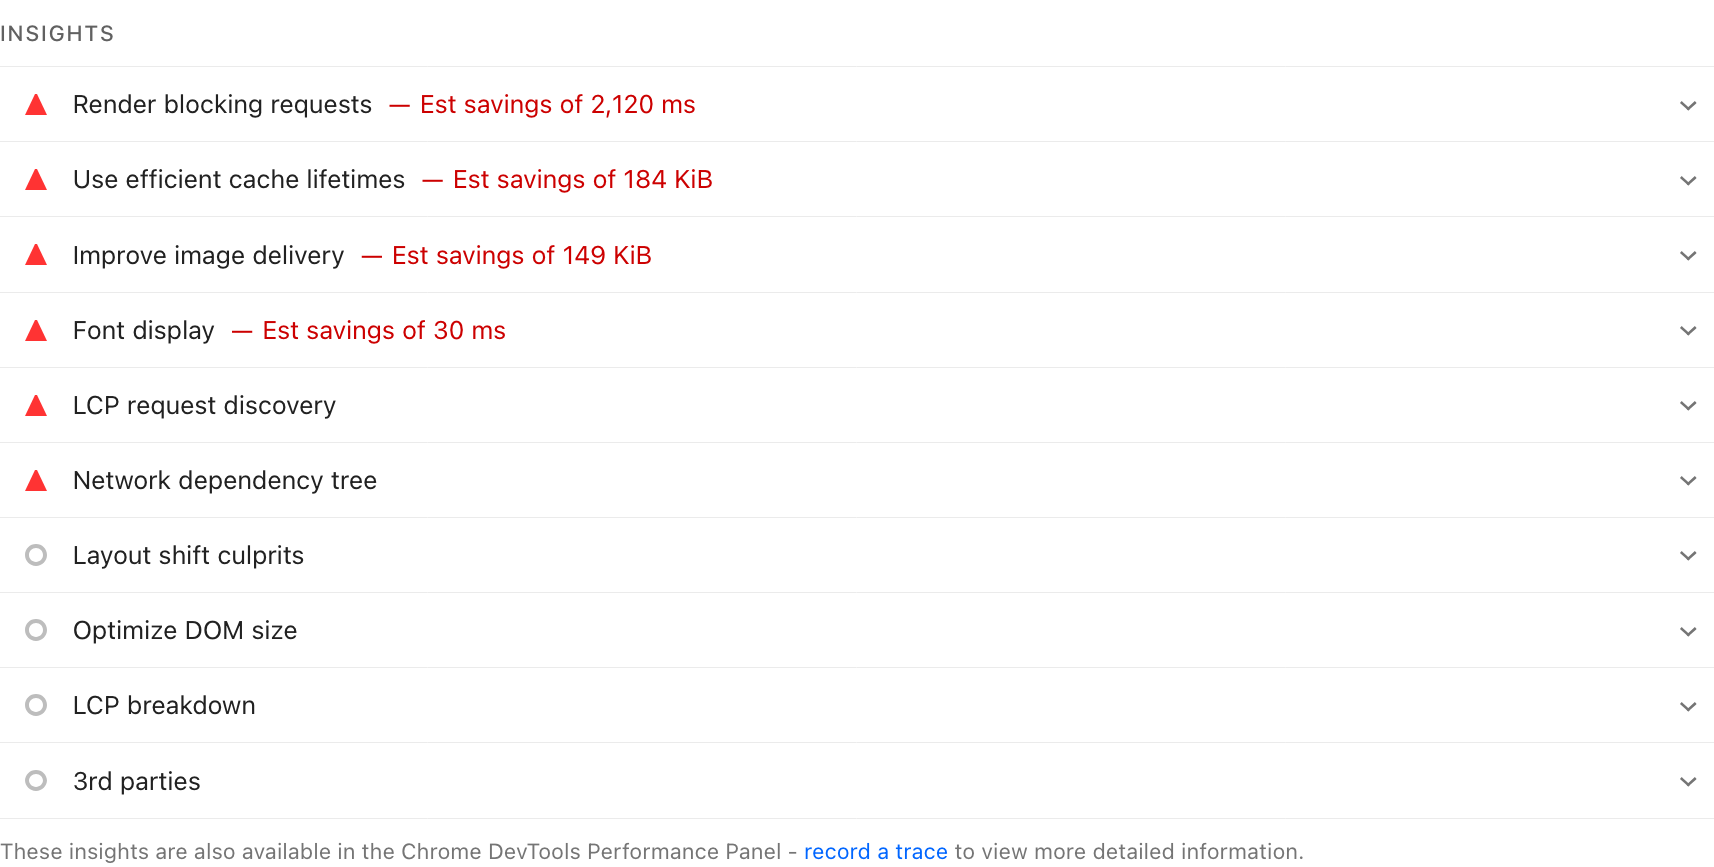 INSIGHTS
Render blocking requests — Est savings of 2,120 ms
Use efficient cache lifetimes — Est savings of 184 KiB
Improve image delivery — Est savings of 149 KiB
Font display — Est savings of 30 ms
LCP request discovery
Network dependency tree
Layout shift culprits
Optimize DOM size
LCP breakdown
3rd parties
These insights are also available in the Chrome DevTools Performance Panel - record a trace to view more detailed information.